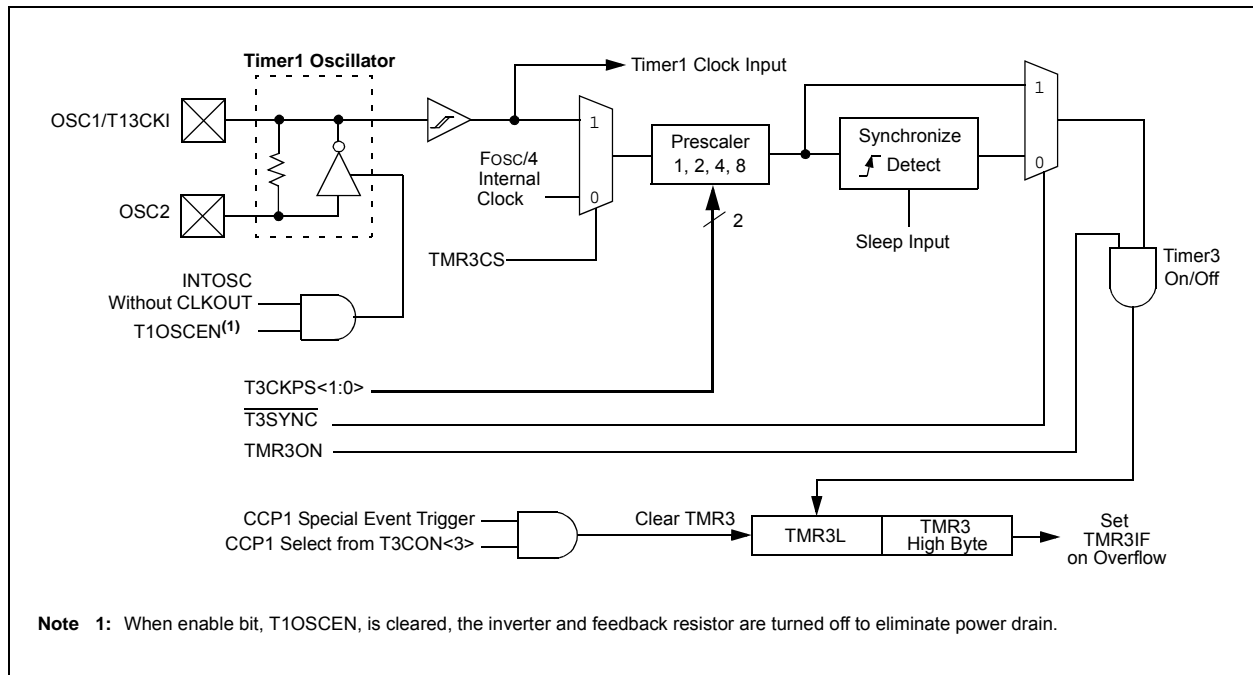 Timer1 Oscillator
Timer1 Clock Input
OSC1/T13CKI
1
1
Prescaler
1, 2, 4, 8
Synchronize
Detect
FOSC/4
Internal
Clock
0
0
OSC2
2
Sleep Input
TMR3CS
Timer3
On/Off
INTOSC
Without CLKOUT
T1OSCEN(1)
T3CKPS<1:0>
T3SYNC
TMR3ON
CCP1 Special Event Trigger
CCP1 Select from T3CON<3>
Clear TMR3
TMR3L
TMR3
High Byte
Set
TMR3IF
on Overflow
Note 1: When enable bit, T1OSCEN, is cleared, the inverter and feedback resistor are turned off to eliminate power drain.